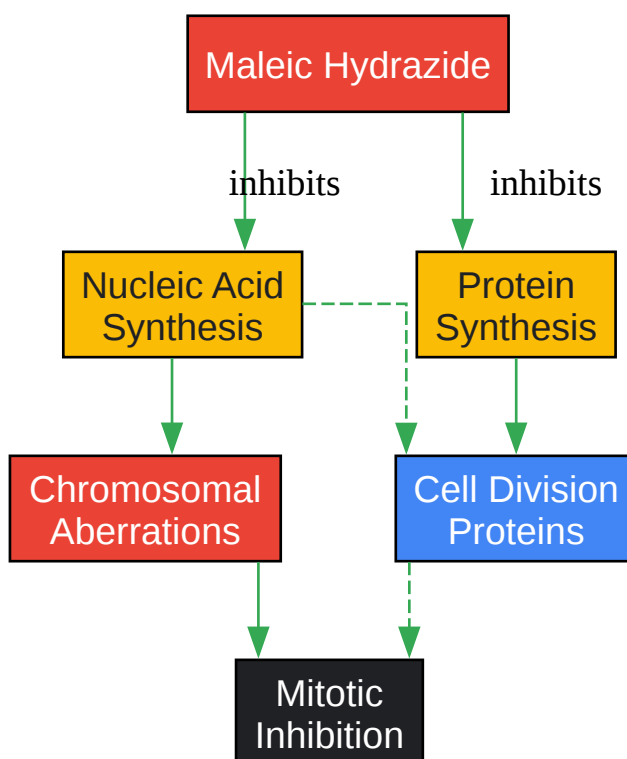 Maleic Hydrazide
inhibits
inhibits
Nucleic Acid
Synthesis
Protein
Synthesis
Chromosomal
Aberrations
Cell Division
Proteins
Mitotic
Inhibition